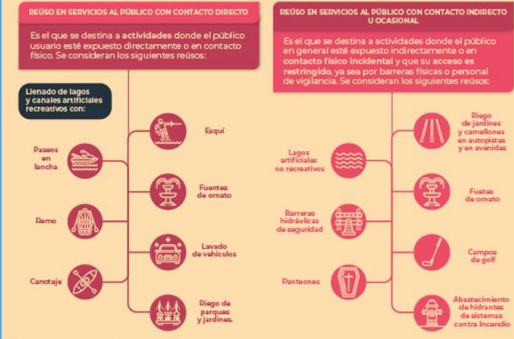 REÚSO EN SERVICIOS AL PÚBLICO CON CONTACTO DIRECTO
Es el que se destina a actividades donde el público
usuario esté expuesto directamente o en contacto
físico. Se consideran los siguientes reúsos:
Llenado de lagos
y canales artificiales
recreativos con:
Esquí
Paseos
en
lancha
Fuentes
de ornato
Remo
Lavado
de vehículos
Canotaje
Riego de
parques
y jardines.
REÚSO EN SERVICIOS AL PÚBLICO CON CONTACTO INDIRECTO
U OCASIONAL
Es el que se destina a actividades donde el público
en general esté expuesto indirectamente o en
contacto físico incidental y que su acceso es
restringido, ya sea por barreras físicas o personal
de vigilancia. Se consideran los siguientes reúsos:
Riego
de jardines
y camellones
en autopistas
y en avenidas
Lagos
artificiales
no recreativos
Fuetas
de ornato
Barreras
hidráulicas
de seguridad
Campos
de golf
Panteones
Abastecimiento
de hidrantes
de sistemas
contra Incendio